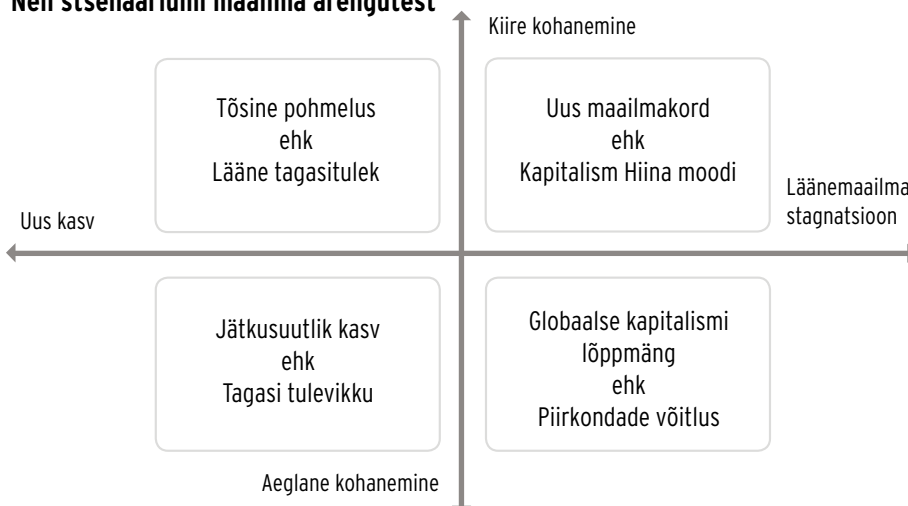 Neli stsenaariumi maailma arengutest
Kiire kohanemine
Tõsine pohmelus
ehk
Lääne tagasitulek
Uus maailmakord
ehk
Kapitalism Hiina moodi
Uus kasv
Läänemaailma
stagnatsioon
Jätkusuutlik kasv
ehk
Tagasi tulevikku
Globaalse kapitalismi
lõppmäng
ehk
Piirkondade võitlus
Aeglane kohanemine